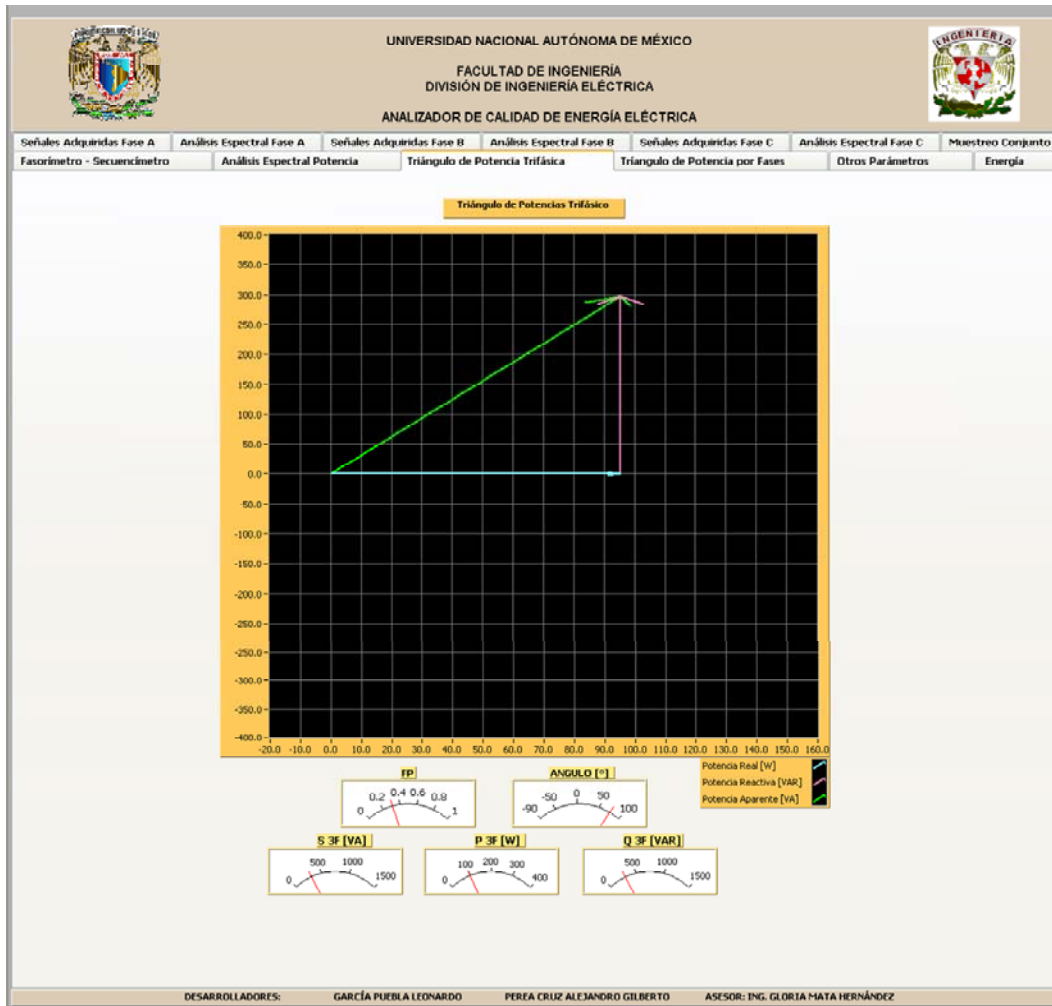 UNIVERSIDAD NACIONAL AUTÓNOMA DE MÉXICO
INGENIERIA
FACULTAD DE INGENIERÍA
DIVISIÓN DE INGENIERÍA ELÉCTRICA
ANALIZADOR DE CALIDAD DE ENERGÍA ELÉCTRICA
Señales Adquiridas Fase A Análisis Espectral Fase A Señales Adquiridas Fase B Análisis Espectral Fase B Señales Adquiridas Fase C Análisis Espectral Fase C Muestreo Conjunto
Fasorímetro - Secuencímetro Análisis Espectral Potencia Triángulo de Potencia Trifásica Triangulo de Potencia por Fases Otros Parámetros Energía
Triángulo de Potencias Trifásico
400.0
350.0
300.0
250.0
200.0
150.0
100.0
50.0
0.0
-50.0
-100.0
-150.0
-200.0
-250.0
-300.0
-350.0
-400.0
-20.0 -10.0 0.0 10.0 20.0 30.0 40.0 50.0 60.0 70.0 80.0 90.0 100.0 110.0 120.0 130.0 140.0 150.0 160.0
Potencia Real [W]
Potencia Reactiva [VAR]
Potencia Aparente [VA]
FP
0 0.2 0.4 0.6 0.8 1
ANGULO [º]
-90 -50 0 50 100
S 3F [VA]
0 500 1000 1500
P 3F [W]
0 100 200 300 400
Q 3F [VAR]
0 500 1000 1500
DESARROLLADORES: GARCÍA PUEBLA LEONARDO PEREA CRUZ ALEJANDRO GILBERTO ASESOR: ING. GLORIA MATA HERNÁNDEZ